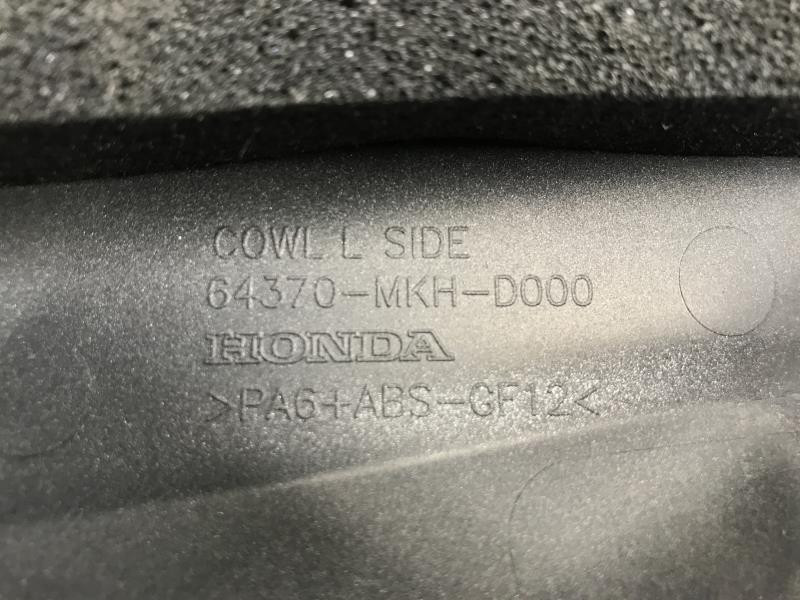 COWL L SIDE
64370-MKH-D000
HONDA
>PA6+ABS-GF12<